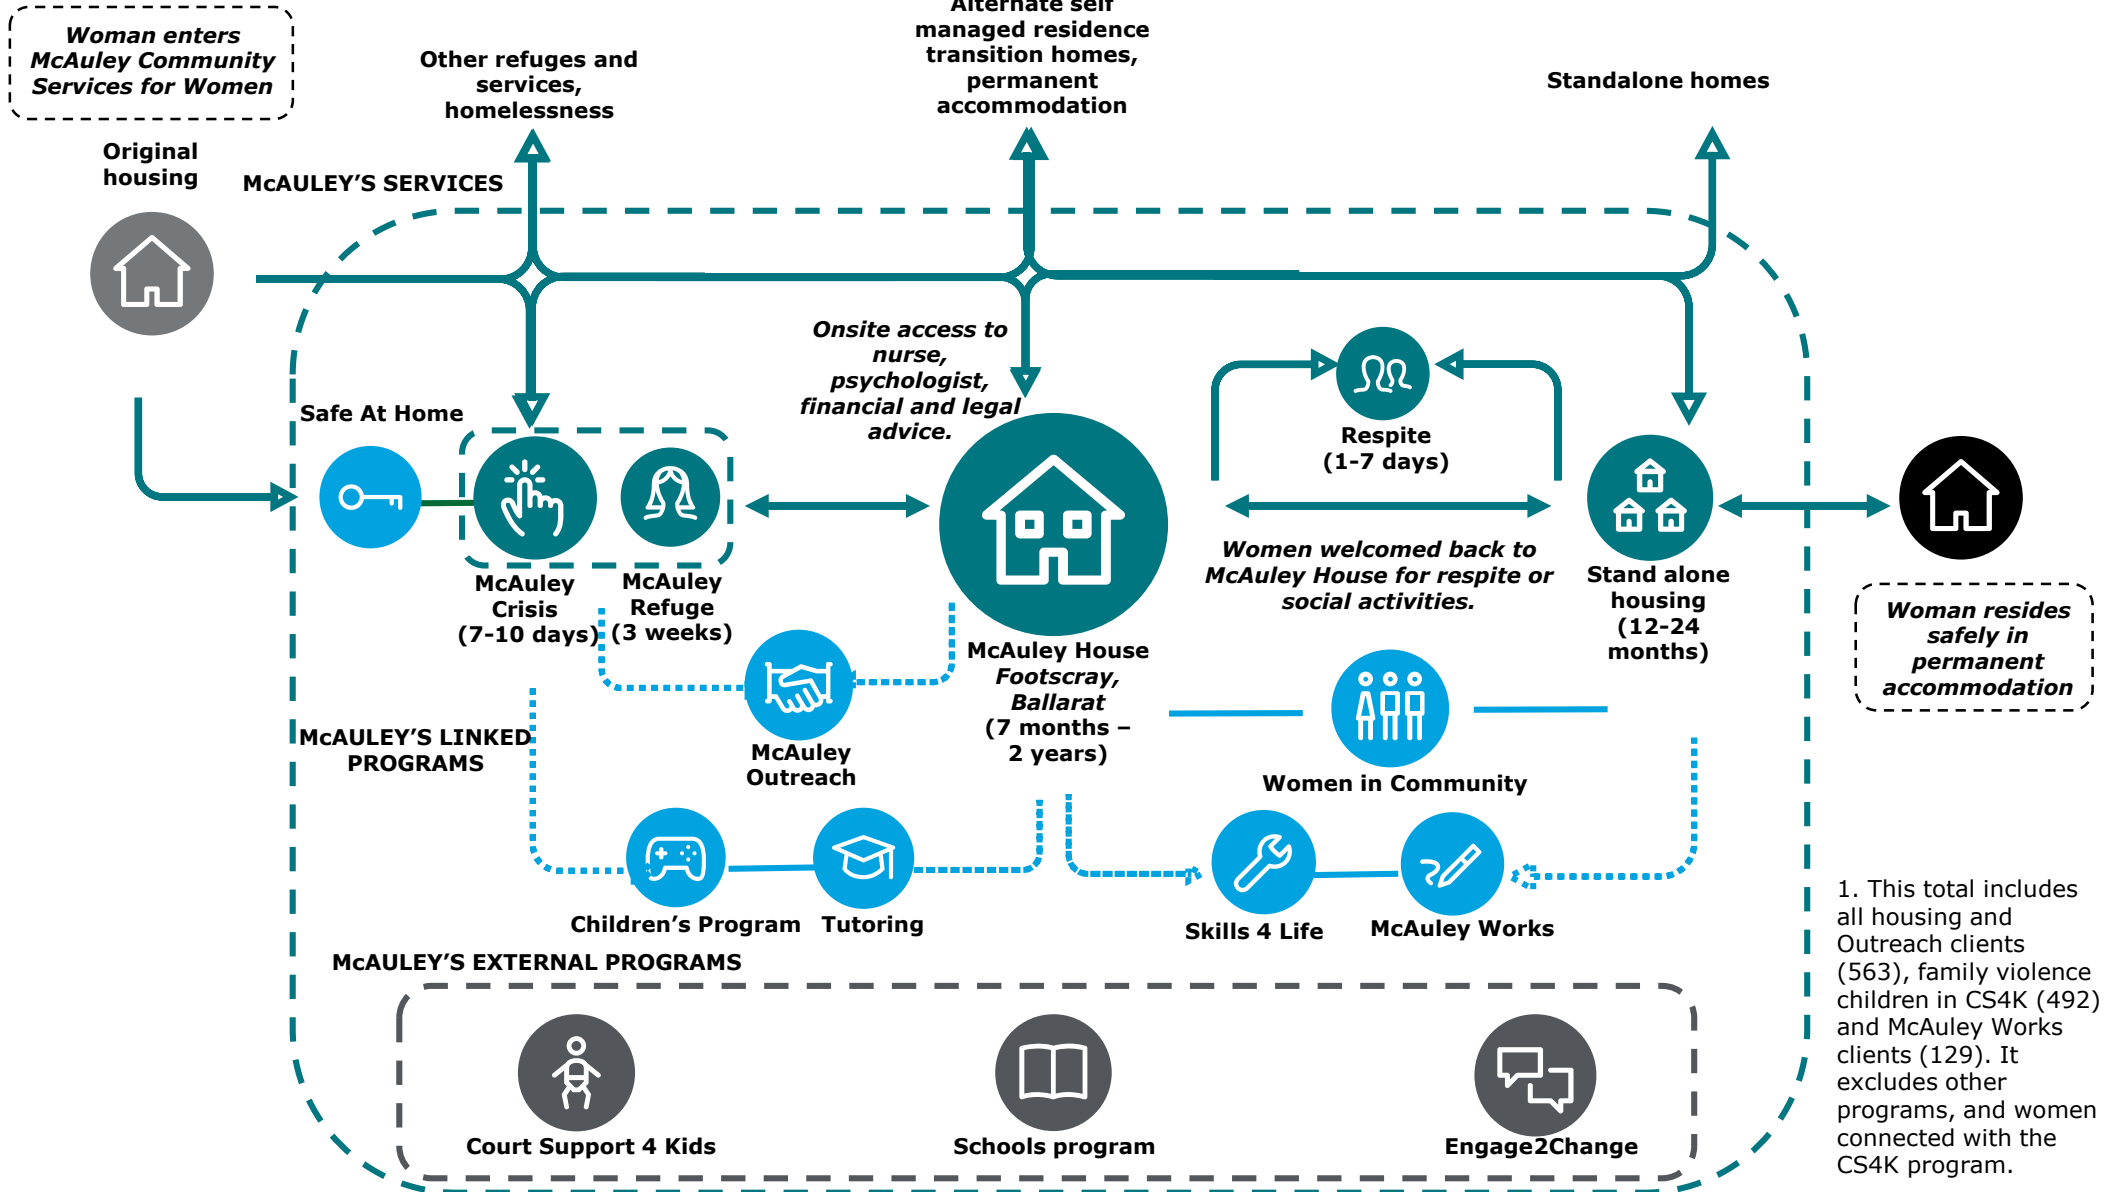 Woman enters
McAuley Community
Services for Women
Original
housing
Other refuges and
services,
homelessness
Alternate self
managed residence
transition homes,
permanent
accommodation
Standalone homes
McAULEY’S SERVICES
Safe At Home
McAuley
Crisis
(7-10 days)
McAuley
Refuge
(3 weeks)
Onsite access to
nurse,
psychologist,
financial and legal
advice.
McAuley House
Footscray,
Ballarat
(7 months –
2 years)
Respite
(1-7 days)
Women welcomed back to
McAuley House for respite or
social activities.
Stand alone
housing
(12-24
months)
Woman resides
safely in
permanent
accommodation
McAULEY’S LINKED
PROGRAMS
McAuley
Outreach
Women in Community
Children’s Program
Tutoring
Skills 4 Life
McAuley Works
McAULEY’S EXTERNAL PROGRAMS
Court Support 4 Kids
Schools program
Engage2Change
1. This total includes
all housing and
Outreach clients
(563), family violence
children in CS4K (492)
and McAuley Works
clients (129). It
excludes other
programs, and women
connected with the
CS4K program.